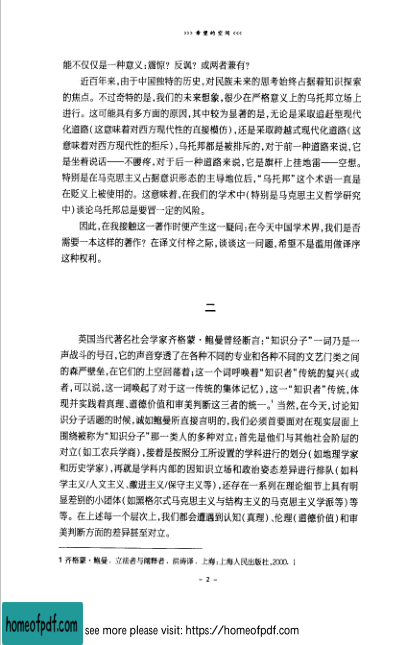 ››› 希望的空间 ‹‹‹
能不仅仅是一种意义：震惊？反讽？或两者兼有？
近百年来，由于中国独特的历史，对民族未来的思考始终占据着知识探索
的焦点。不过奇特的是，我们的未来想象，很少在严格意义上的乌托邦立场上
进行。这可能具有多方面的原因，其中较为显著的是，无论是采取追赶型现代
化道路（这意味着对西方现代性的直接模仿），还是采取跨越式现代化道路（这
意味着对西方现代性的拒斥），乌托邦都是被排斥的，对于前一种道路来说，它
是坐着说话——不腰疼，对于后一种道路来说，它是旗杆上挂地雷——空想。
特别是在马克思主义占据意识形态的主导地位后，“乌托邦”这个术语一直是
在贬义上被使用的。这意味着，在我们的学术中（特别是马克思主义哲学研究
中）谈论乌托邦总是要冒一定的风险。
因此，在我接触这一著作时便产生这一疑问：在今天中国学术界，我们是否
需要一本这样的著作？在译文付梓之际，谈谈这一问题，希望不是滥用做译序
这种权利。
二
英国当代著名社会学家齐格蒙·鲍曼曾经断言：“知识分子”一词乃是一
声战斗的号召，它的声音穿透了在各种不同的专业和各种不同的文艺门类之间
的森严壁垒，在它们的上空回荡着；这一个词呼唤着“知识者”传统的复兴（或
者，可以说，这一词唤起了对于这一传统的集体记忆），这一“知识者”传统，体
现并实践着真理、道德价值和审美判断这三者的统一。¹ 当然，在今天，讨论知
识分子话题的时候，诚如鲍曼所直接言明的，我们必须首要面对在现实层面上
围绕被称为“知识分子”那一类人的多种对立：首先是他们与其他社会阶层的
对立（如工农兵学商），接着是按照分工所设置的学科进行的划分（如地理学家
和历史学家），再就是学科内部的因知识立场和政治姿态差异进行排队（如科
学主义/人文主义、激进主义/保守主义等），还存在一系列在理论细节上具有明
显差别的小团体（如黑格尔式马克思主义与结构主义的马克思主义学派等）等
等。在上述每一个层次上，我们都会遭遇到认知（真理）、伦理（道德价值）和审
美判断方面的差异甚至对立。
1 齐格蒙·鲍曼．立法者与阐释者．洪涛译．上海：上海人民出版社，2000．1
- 2 -
homeofpdf.com
see more please visit: https://homeofpdf.com